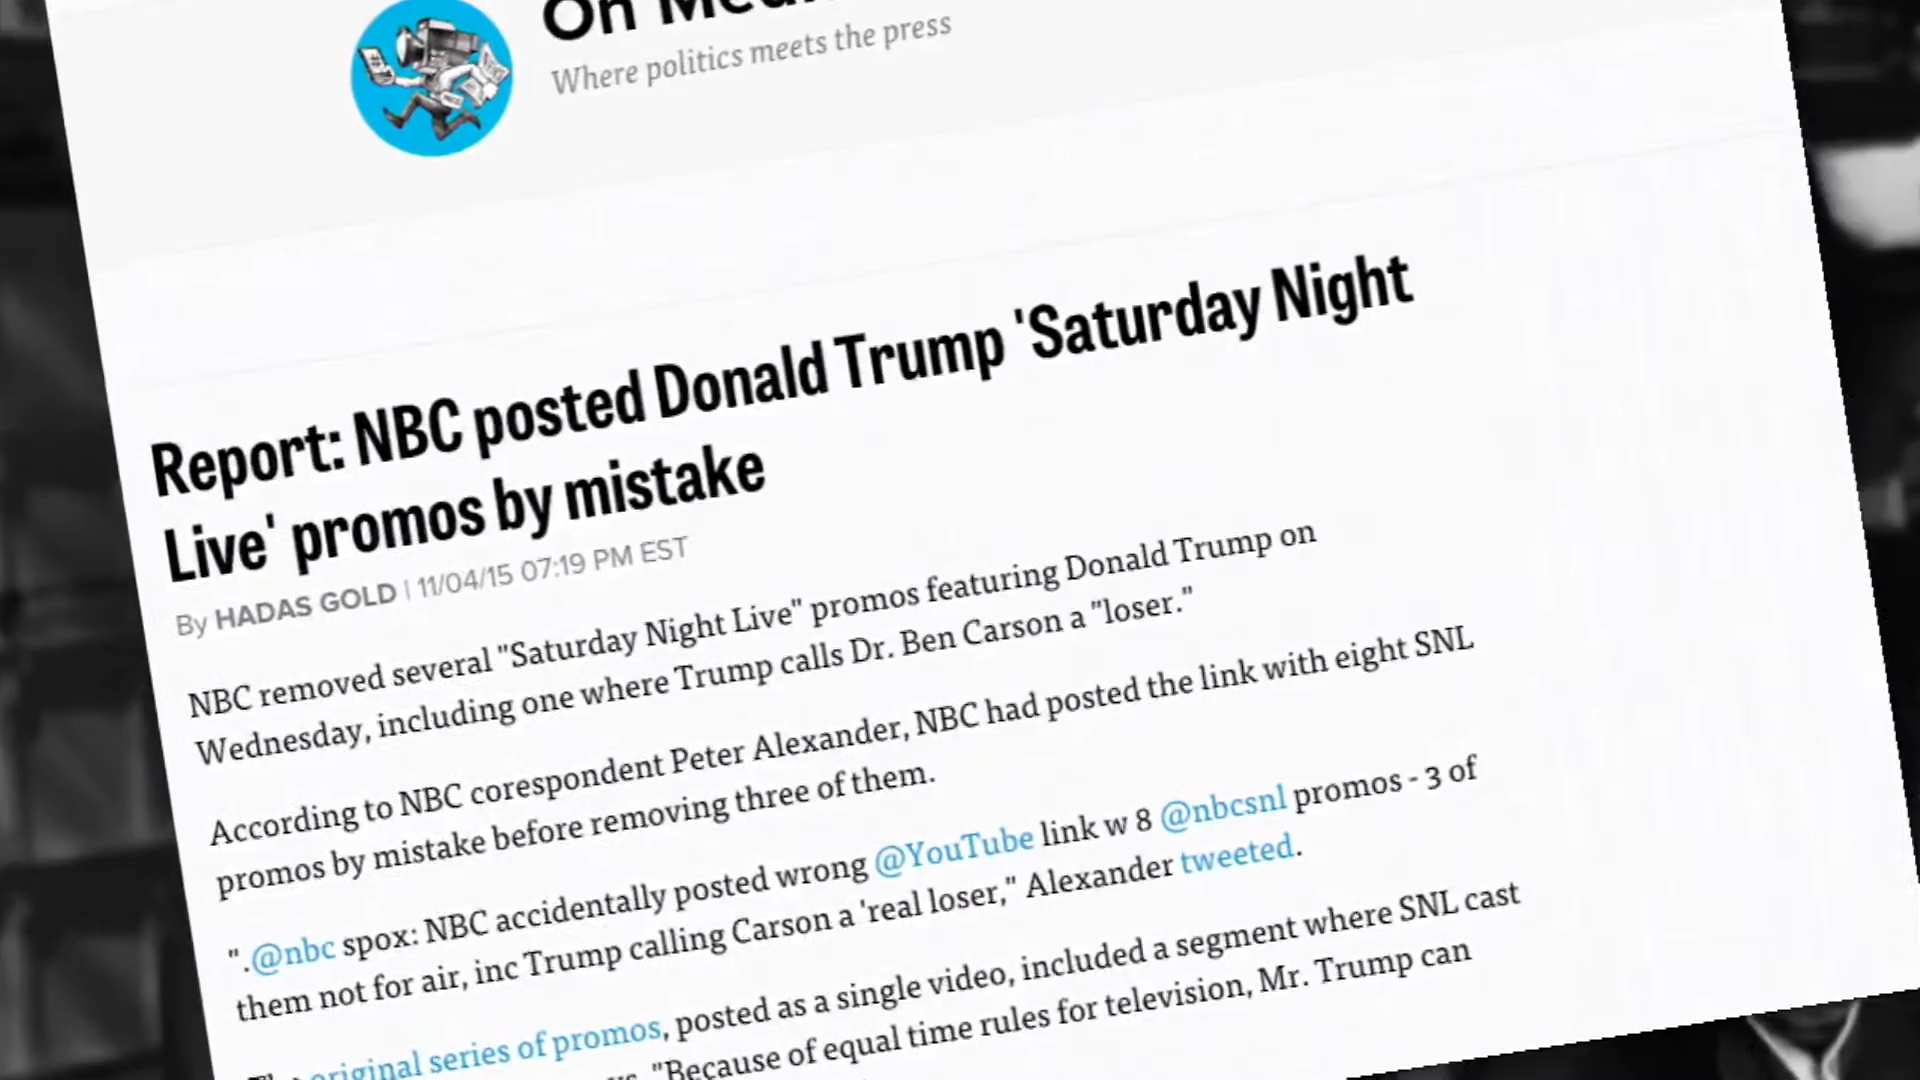 On
Where politics meets the press
Report: NBC posted Donald Trump 'Saturday Night
Live' promos by mistake
By HADAS GOLD | 11/04/15 07:19 PM EST
NBC removed several "Saturday Night Live" promos featuring Donald Trump on
Wednesday, including one where Trump calls Dr. Ben Carson a "loser."
According to NBC corespondent Peter Alexander, NBC had posted the link with eight SNL
promos by mistake before removing three of them.
".@nbc spox: NBC accidentally posted wrong @YouTube link w 8 @nbcsnl promos - 3 of
them not for air, inc Trump calling Carson a 'real loser,'" Alexander tweeted.
original series of promos, posted as a single video, included a segment where SNL cast
"Because of equal time rules for television, Mr. Trump can